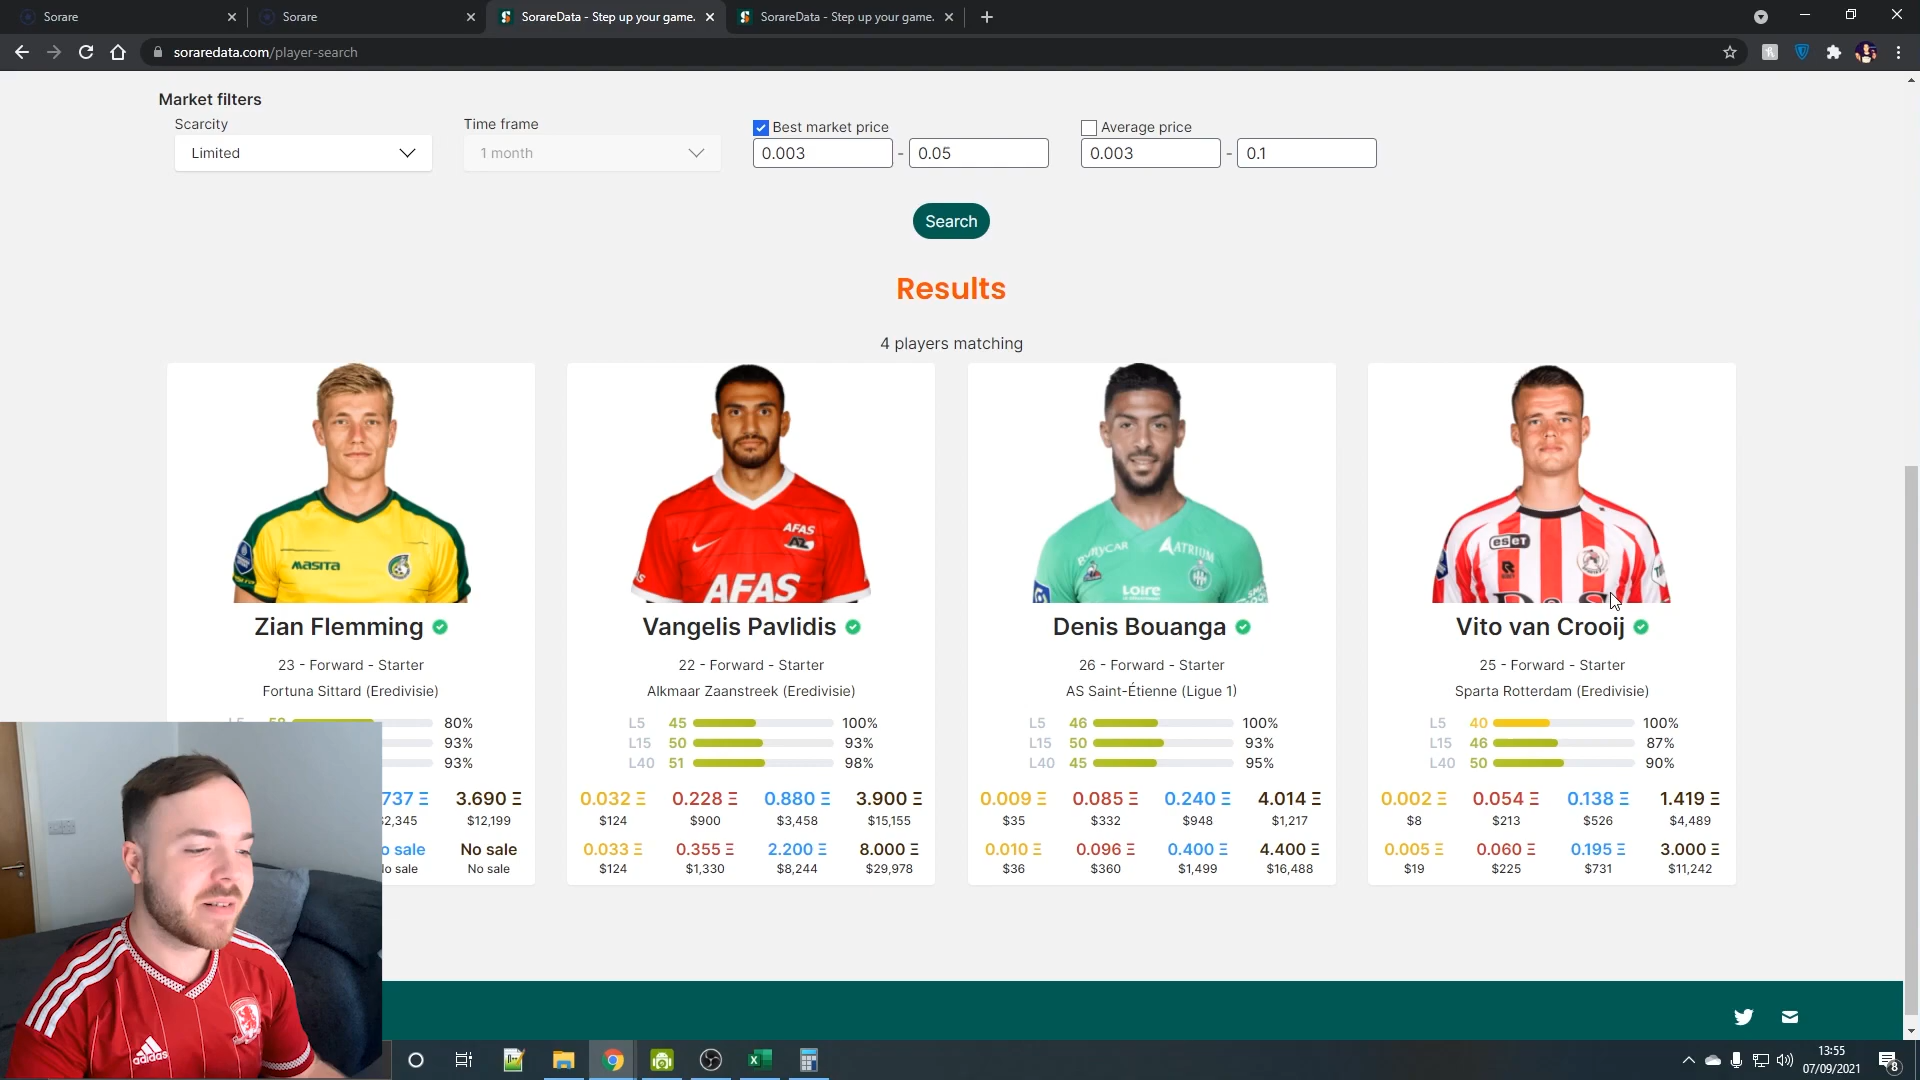 Sorare
Sorare
SorareData - Step up your game.
SorareData - Step up your game.
soraredata.com/player-search
Market filters
Scarcity
Time frame
Best market price
Average price
Limited
1 month
0.003 - 0.05
0.003 - 0.1
Search
Results
4 players matching
MASITA
AFAS
AZ
AFAS
ATRIUM
Loire
eseT
Zian Flemming
Vangelis Pavlidis
Denis Bouanga
Vito van Crooij
23 - Forward - Starter
22 - Forward - Starter
26 - Forward - Starter
25 - Forward - Starter
Fortuna Sittard (Eredivisie)
Alkmaar Zaanstreek (Eredivisie)
AS Saint-Étienne (Ligue 1)
Sparta Rotterdam (Eredivisie)
80%
L5 45 100%
L5 46 100%
L5 40 100%
93%
L15 50 93%
L15 50 93%
L15 46 87%
93%
L40 51 98%
L40 45 95%
L40 50 90%
737 Ξ 3.690 Ξ
0.032 Ξ 0.228 Ξ 0.880 Ξ 3.900 Ξ
0.009 Ξ 0.085 Ξ 0.240 Ξ 4.014 Ξ
0.002 Ξ 0.054 Ξ 0.138 Ξ 1.419 Ξ
$12,199
$124 $900 $3,458 $15,155
$35 $332 $948 $1,217
$8 $213 $526 $4,489
o sale No sale
0.033 Ξ 0.355 Ξ 2.200 Ξ 8.000 Ξ
0.010 Ξ 0.096 Ξ 0.400 Ξ 4.400 Ξ
0.005 Ξ 0.060 Ξ 0.195 Ξ 3.000 Ξ
No sale
$124 $1,330 $8,244 $29,978
$36 $360 $1,499 $16,488
$19 $225 $731 $11,242
adidas
13:55
07/09/2021
8